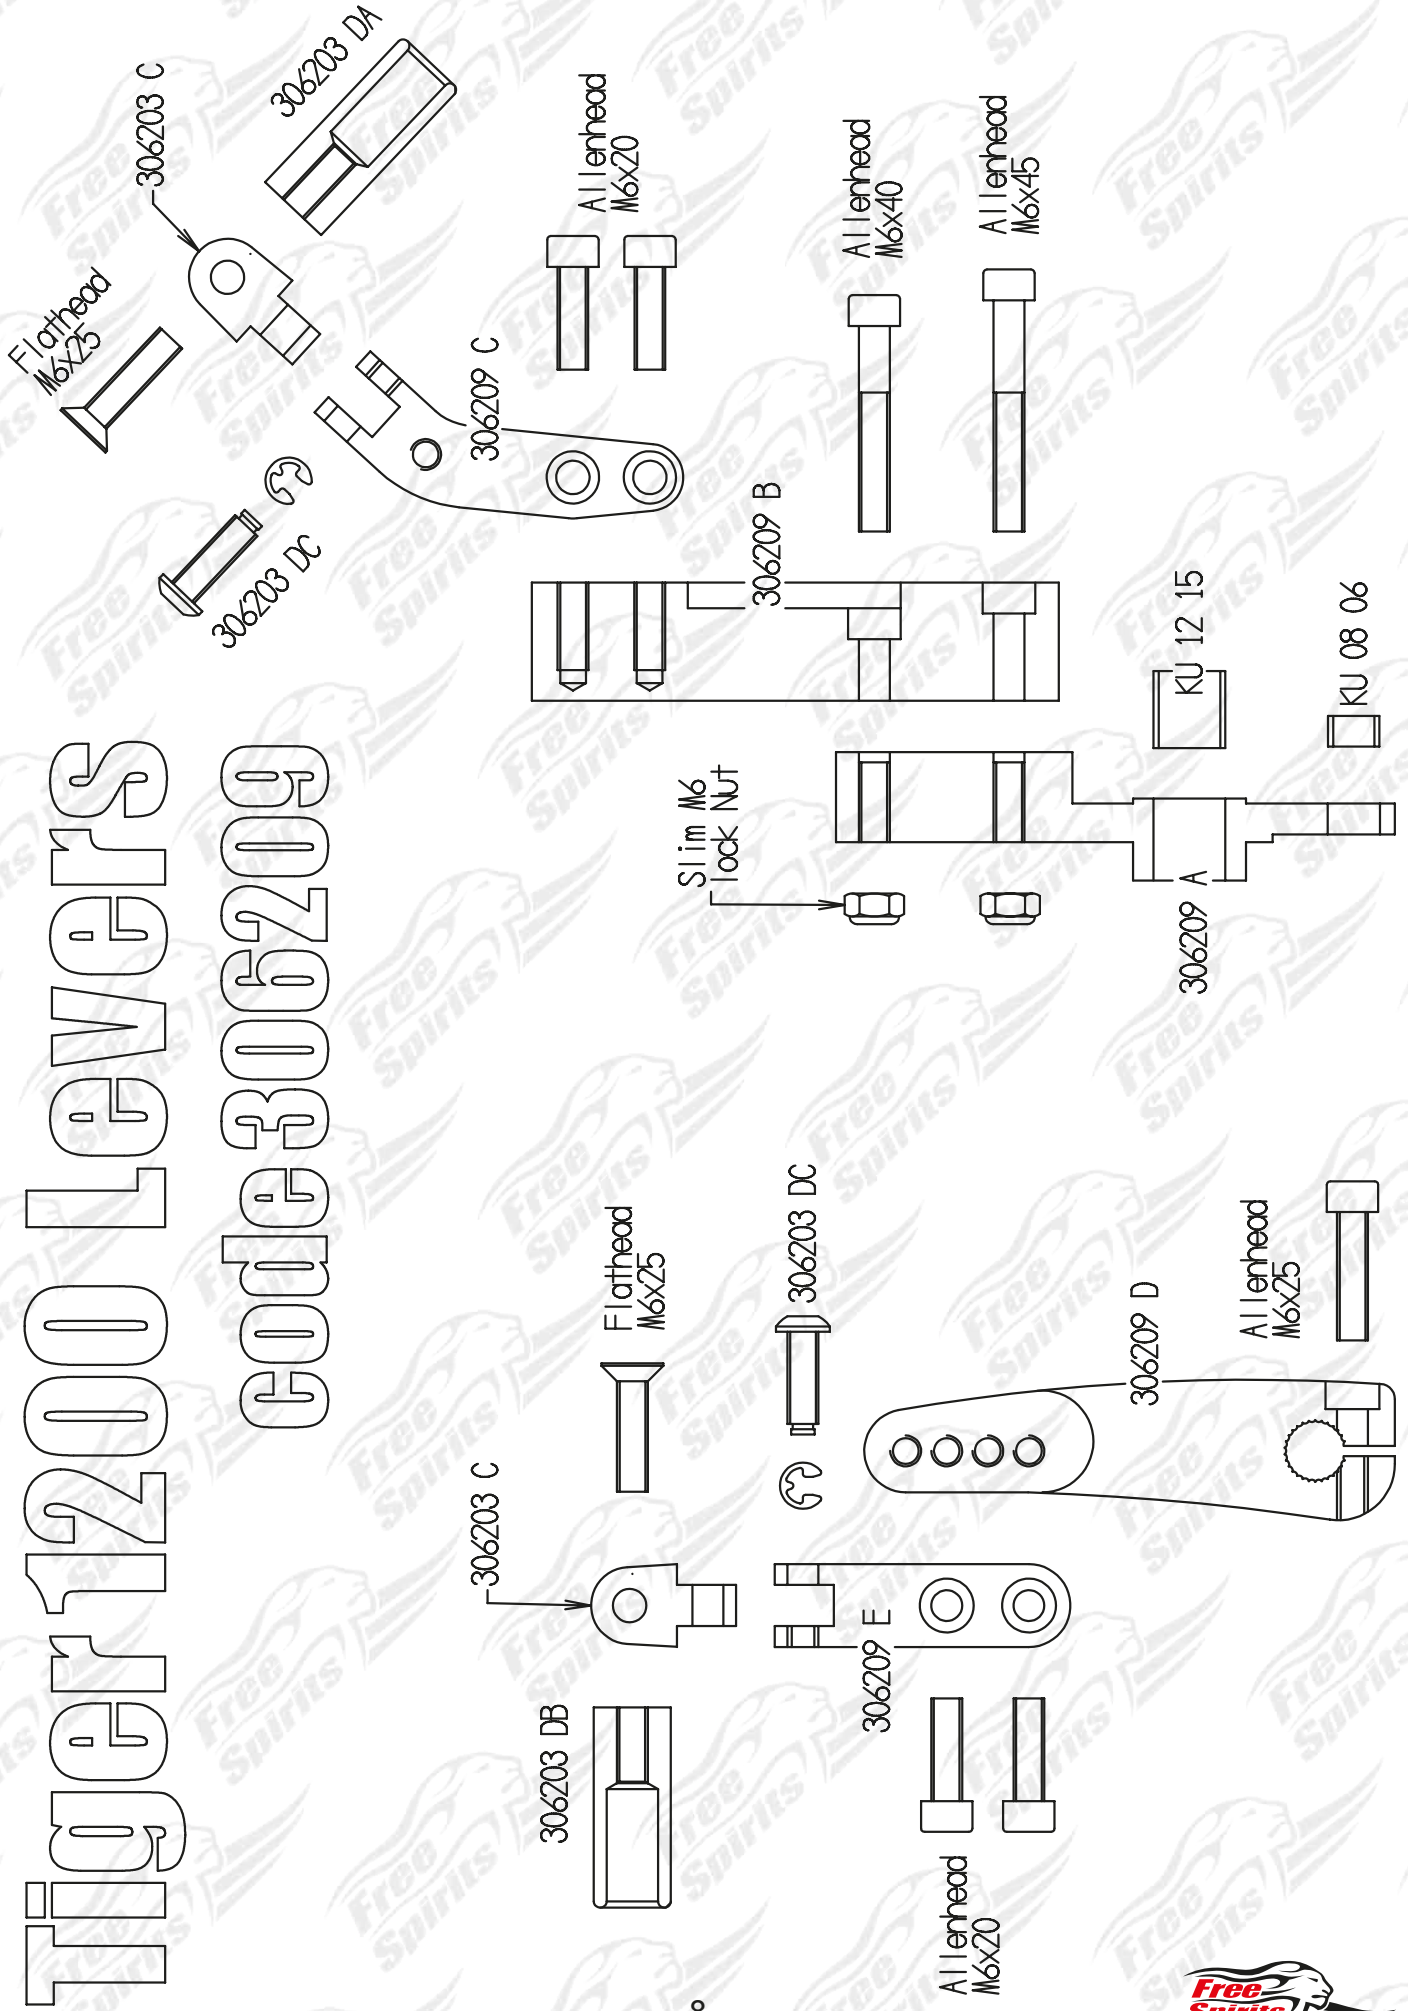 Tiger 1200 Levers
code 306209
Flathead
M6x25
306203 C
306203 DA
306203 DC
306209 C
Allenhead
M6x20
306209 B
Allenhead
M6x40
Allenhead
M6x45
Slim M6
lock Nut
306209 A
KU 12 15
KU 08 06
306203 C
306203 DB
Flathead
M6x25
306203 DC
306209 E
Allenhead
M6x20
306209 D
Allenhead
M6x25
Free
Spirits